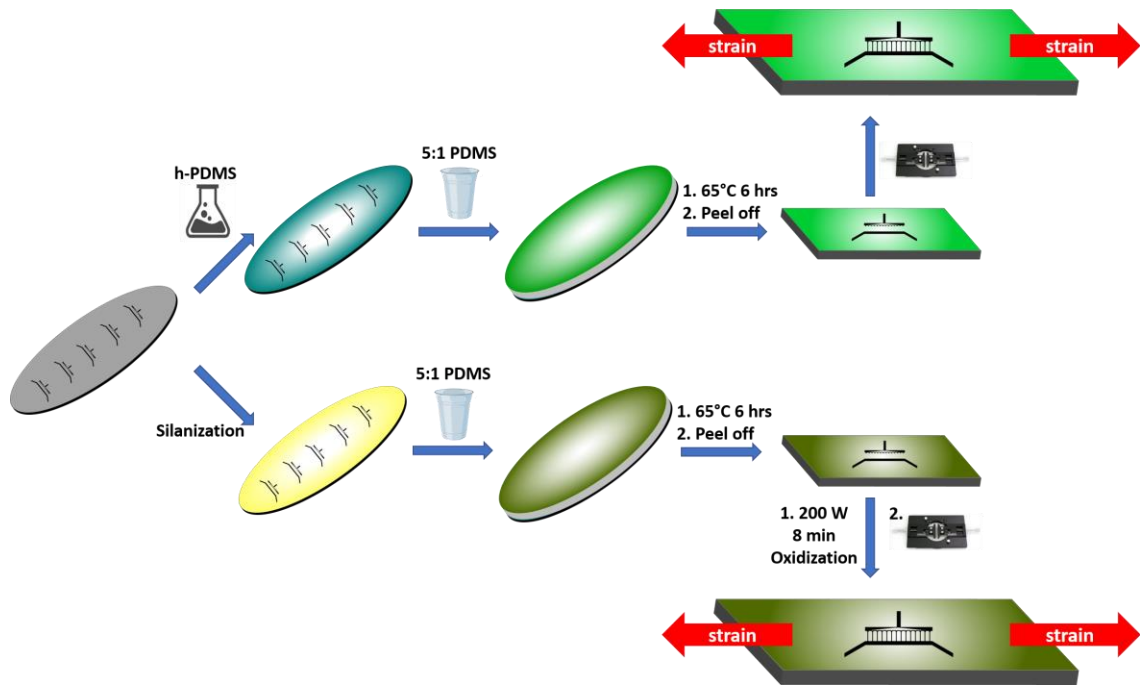 strain strain
h-PDMS
5:1 PDMS
1. 65°C 6 hrs
2. Peel off
Silanization
5:1 PDMS
1. 65°C 6 hrs
2. Peel off
1. 200 W
8 min
Oxidization
2.
strain strain